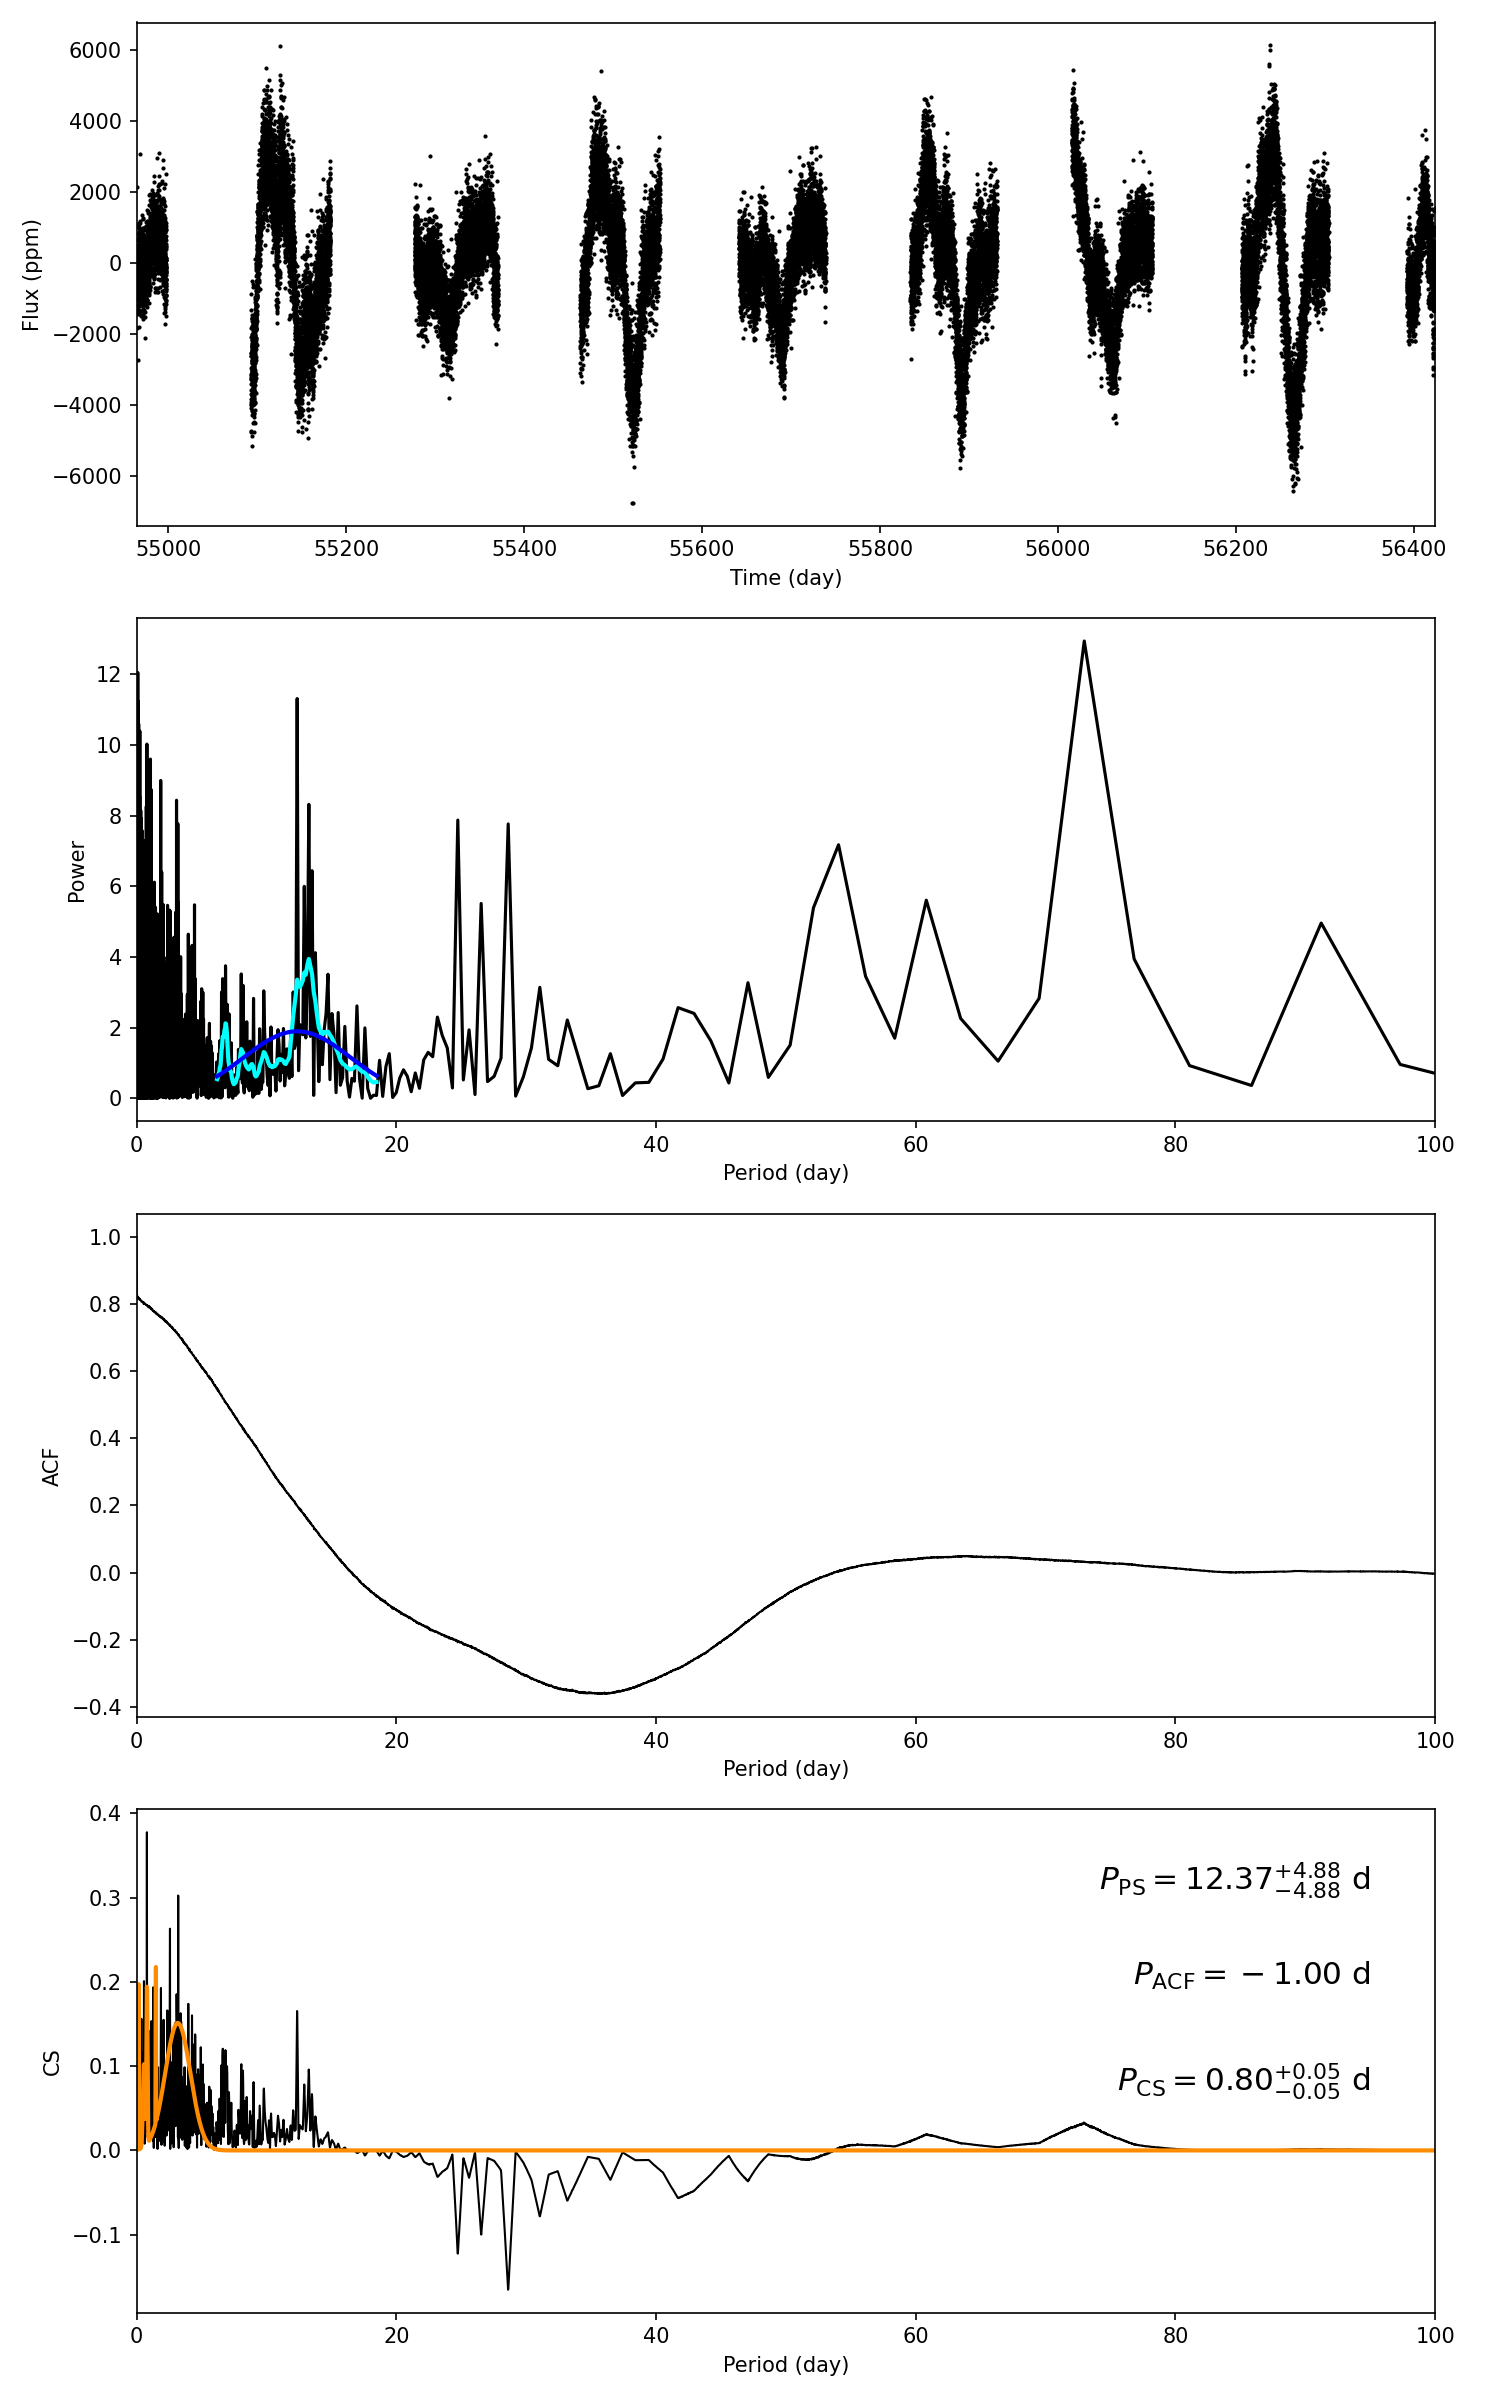 6000
4000
2000
0
−2000
−4000
−6000
Flux (ppm)
55000 55200 55400 55600 55800 56000 56200 56400
Time (day)
12
10
8
6
4
2
0
Power
0 20 40 60 80 100
Period (day)
1.0
0.8
0.6
0.4
0.2
0.0
−0.2
−0.4
ACF
0 20 40 60 80 100
Period (day)
0.4
0.3
0.2
0.1
0.0
−0.1
CS
P_PS = 12.37^{+4.88}_{−4.88} d
P_ACF = −1.00 d
P_CS = 0.80^{+0.05}_{−0.05} d
0 20 40 60 80 100
Period (day)